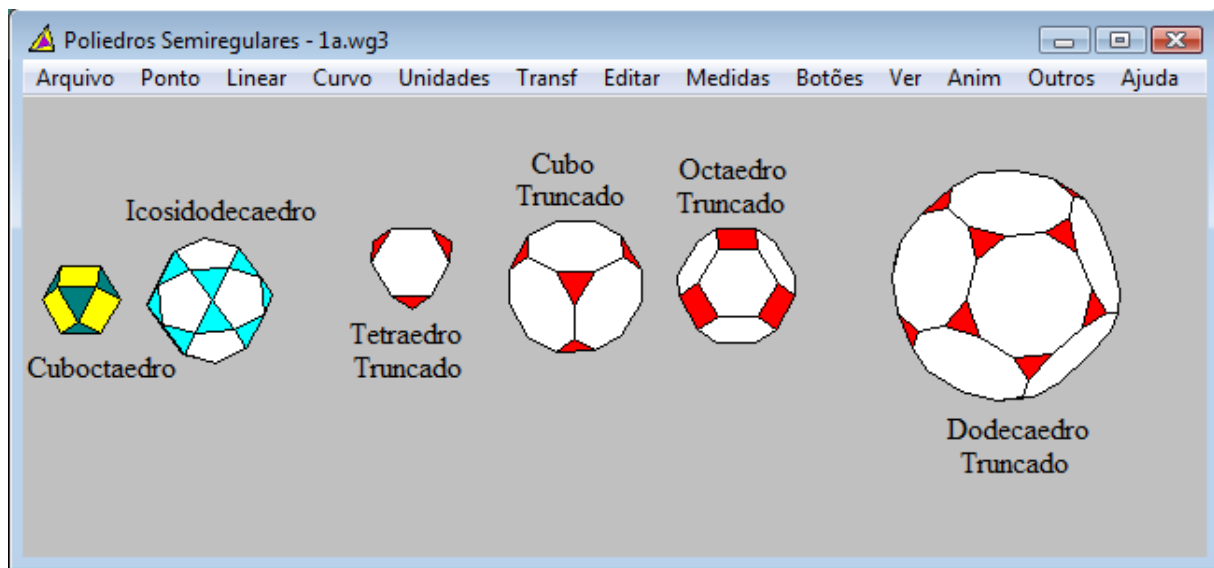 Poliedros Semiregulares - 1a.wg3
Arquivo Ponto Linear Curvo Unidades Transf Editar Medidas Botões Ver Anim Outros Ajuda
Cuboctaedro
Icosidodecaedro
Tetraedro
Truncado
Cubo
Truncado
Octaedro
Truncado
Dodecaedro
Truncado